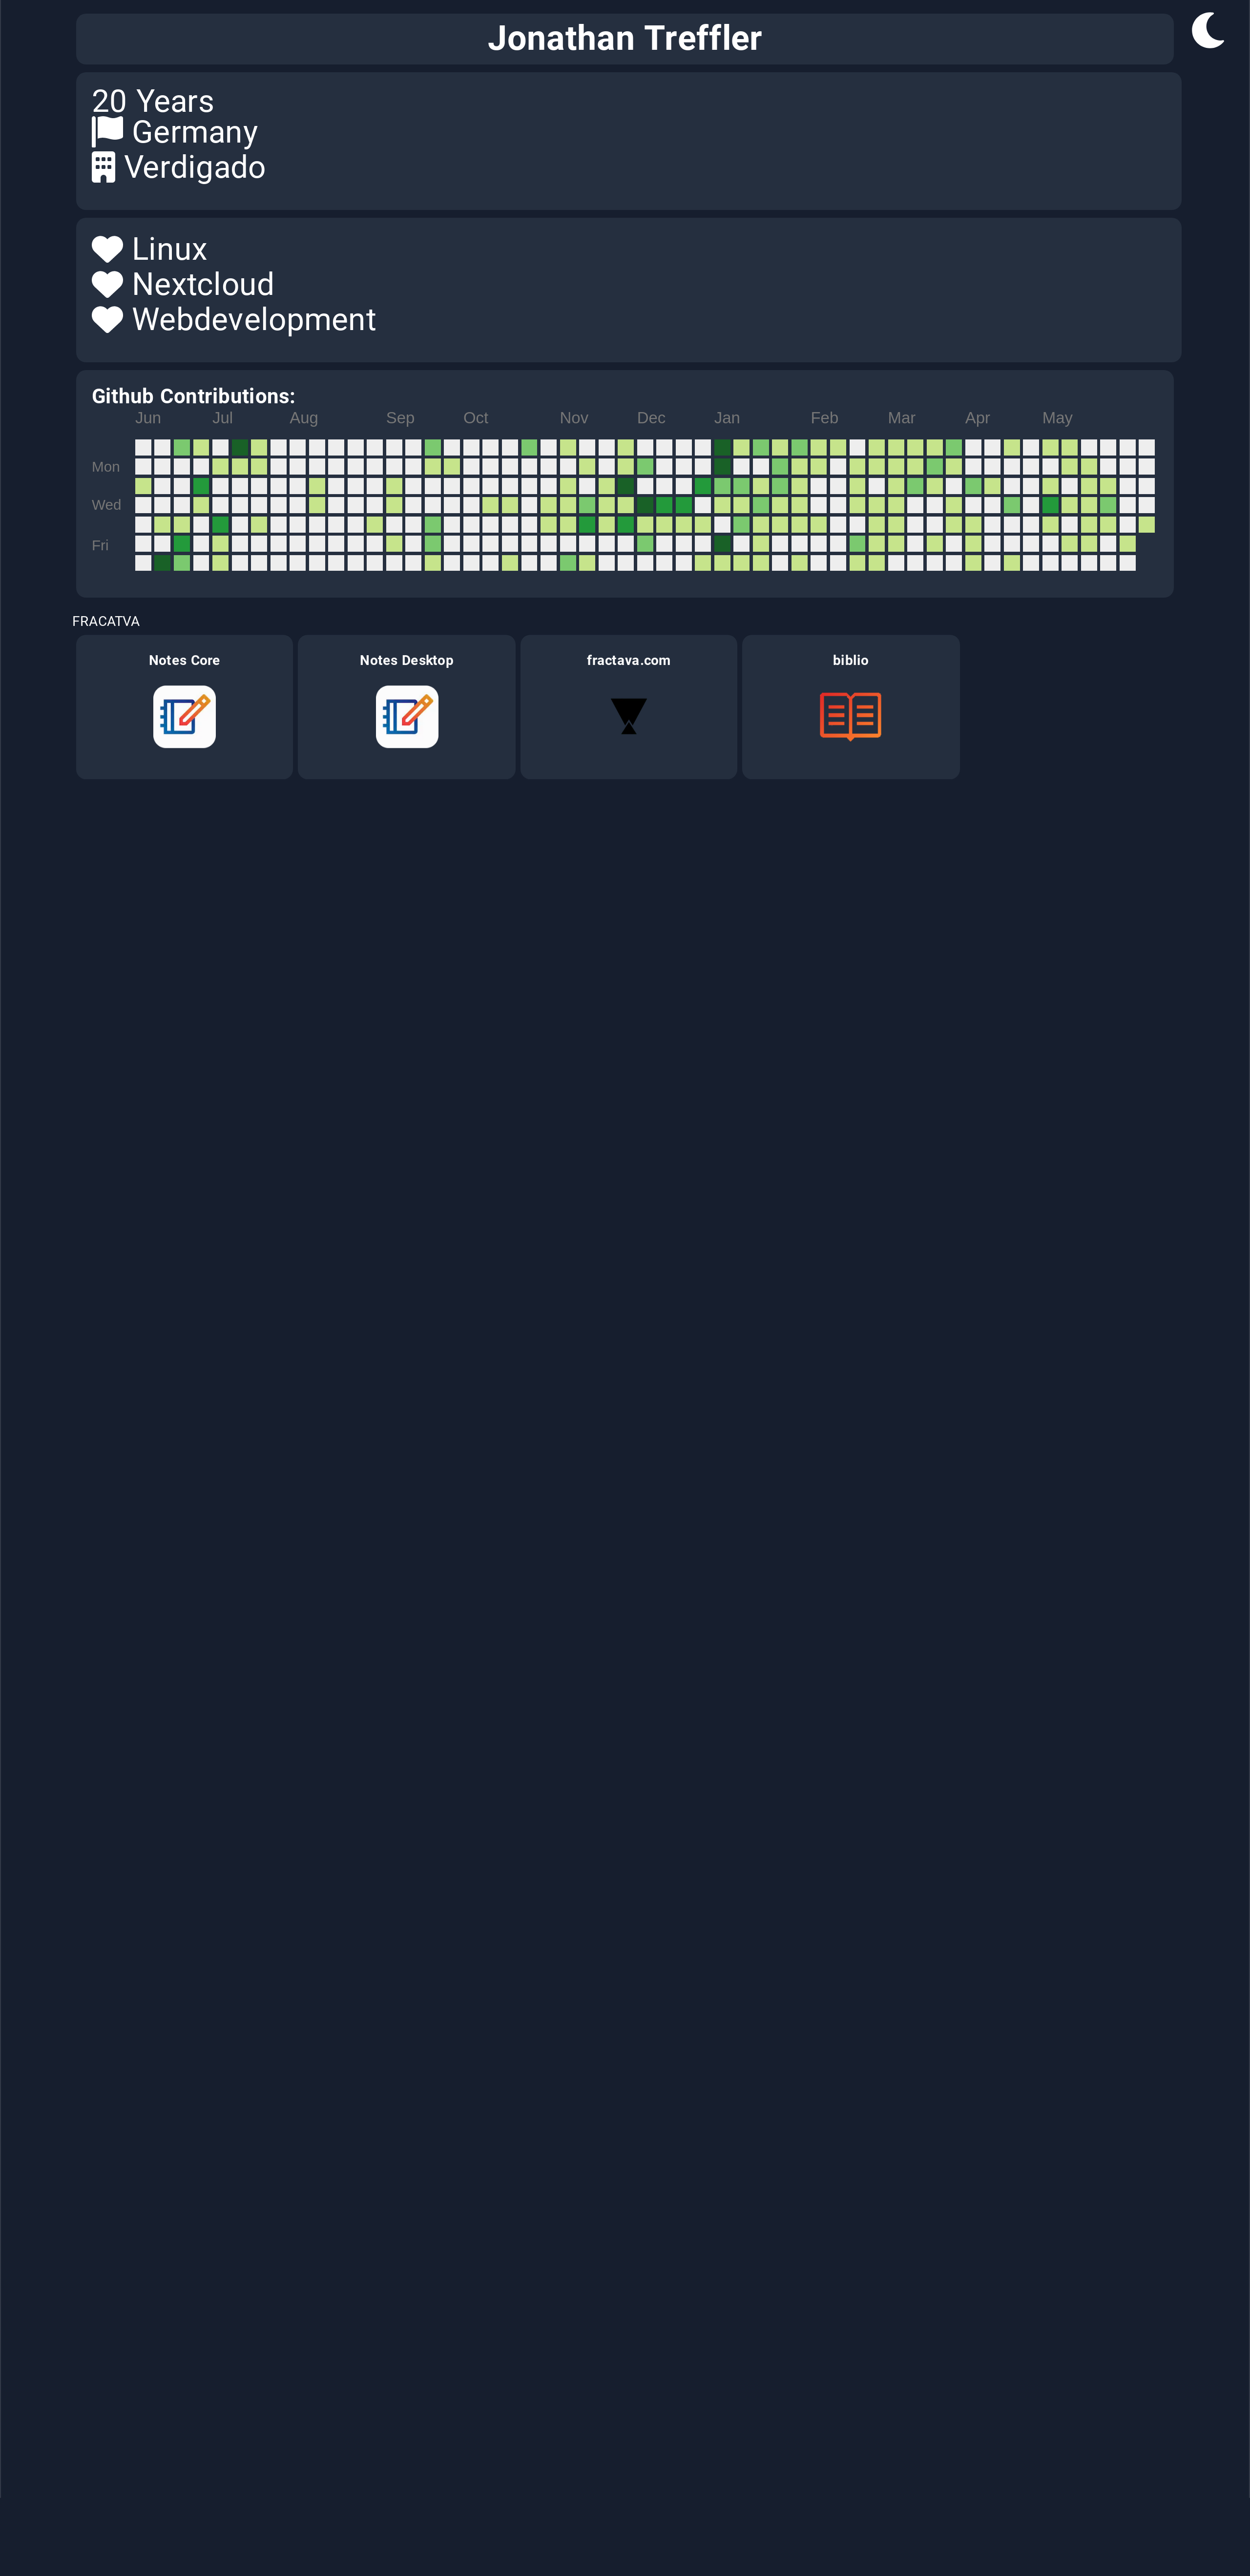 Jonathan Treffler
20 Years
Germany
Verdigado
Linux
Nextcloud
Webdevelopment
Github Contributions:
Jun Jul Aug Sep Oct Nov Dec Jan Feb Mar Apr May
Mon
Wed
Fri
FRACATVA
Notes Core Notes Desktop fractava.com biblio